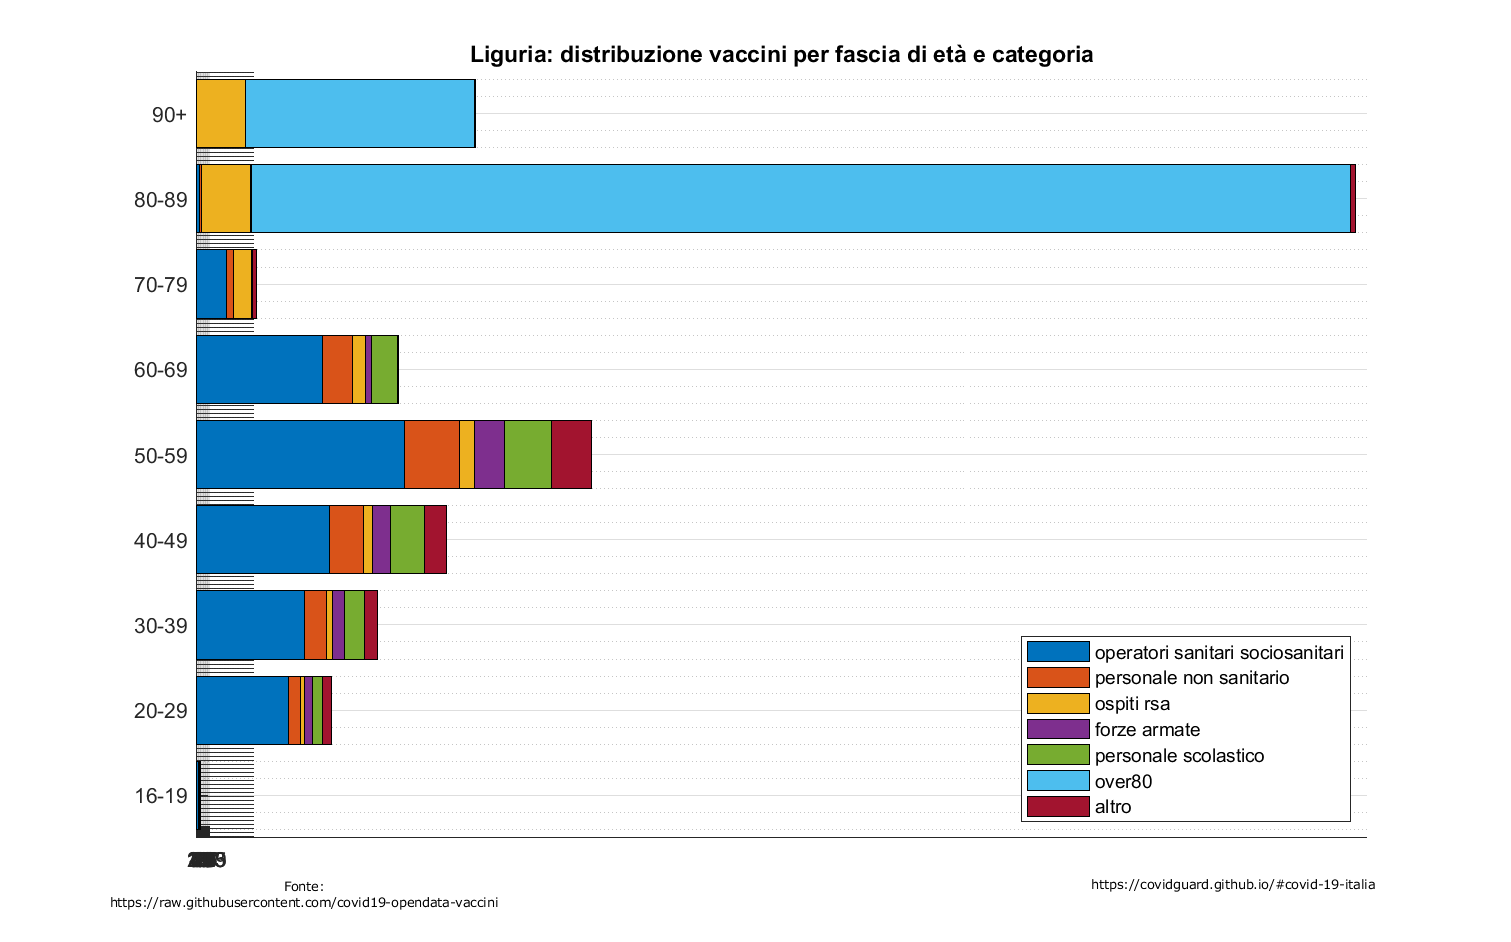 Liguria: distribuzione vaccini per fascia di età e categoria
90+
80-89
70-79
60-69
50-59
40-49
30-39
20-29
16-19
operatori sanitari sociosanitari
personale non sanitario
ospiti rsa
forze armate
personale scolastico
over80
altro
Fonte:
https://raw.githubusercontent.com/covid19-opendata-vaccini
https://covidguard.github.io/#covid-19-italia